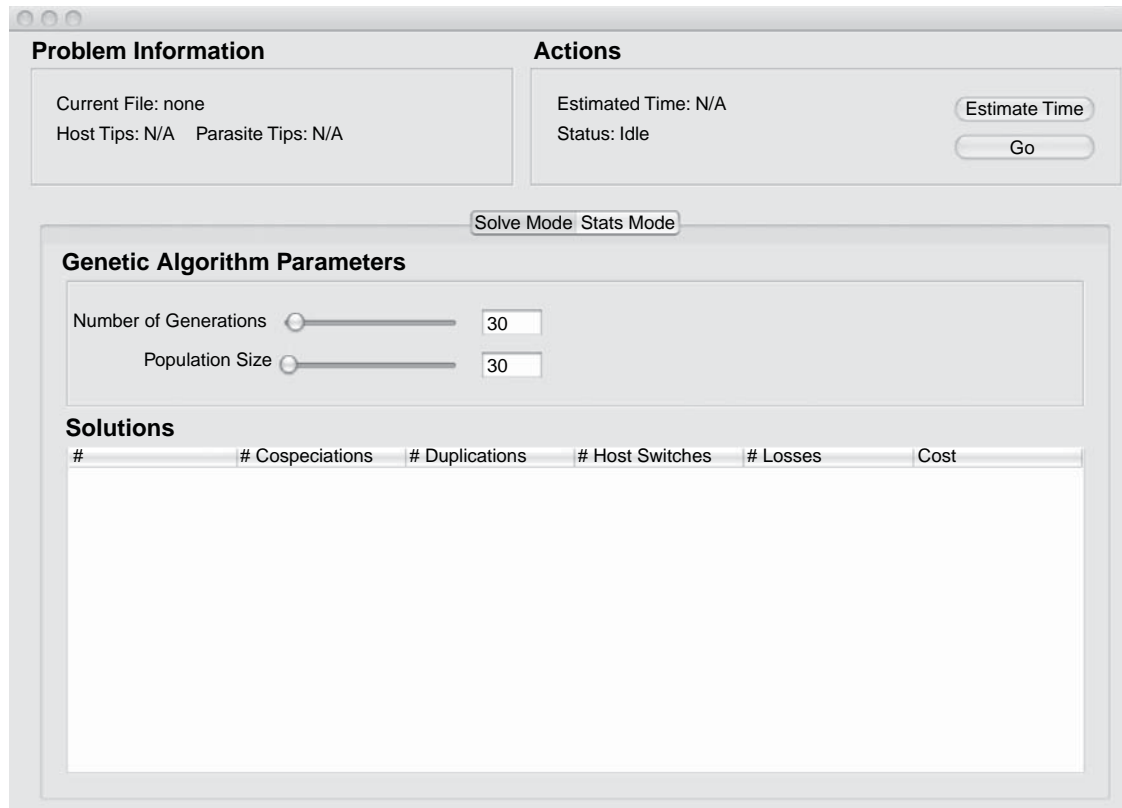 Problem Information
Current File: none
Host Tips: N/A Parasite Tips: N/A
Actions
Estimated Time: N/A
Status: Idle
Estimate Time
Go
Solve Mode Stats Mode
Genetic Algorithm Parameters
Number of Generations 30
Population Size 30
Solutions
# # Cospeciations # Duplications # Host Switches # Losses Cost